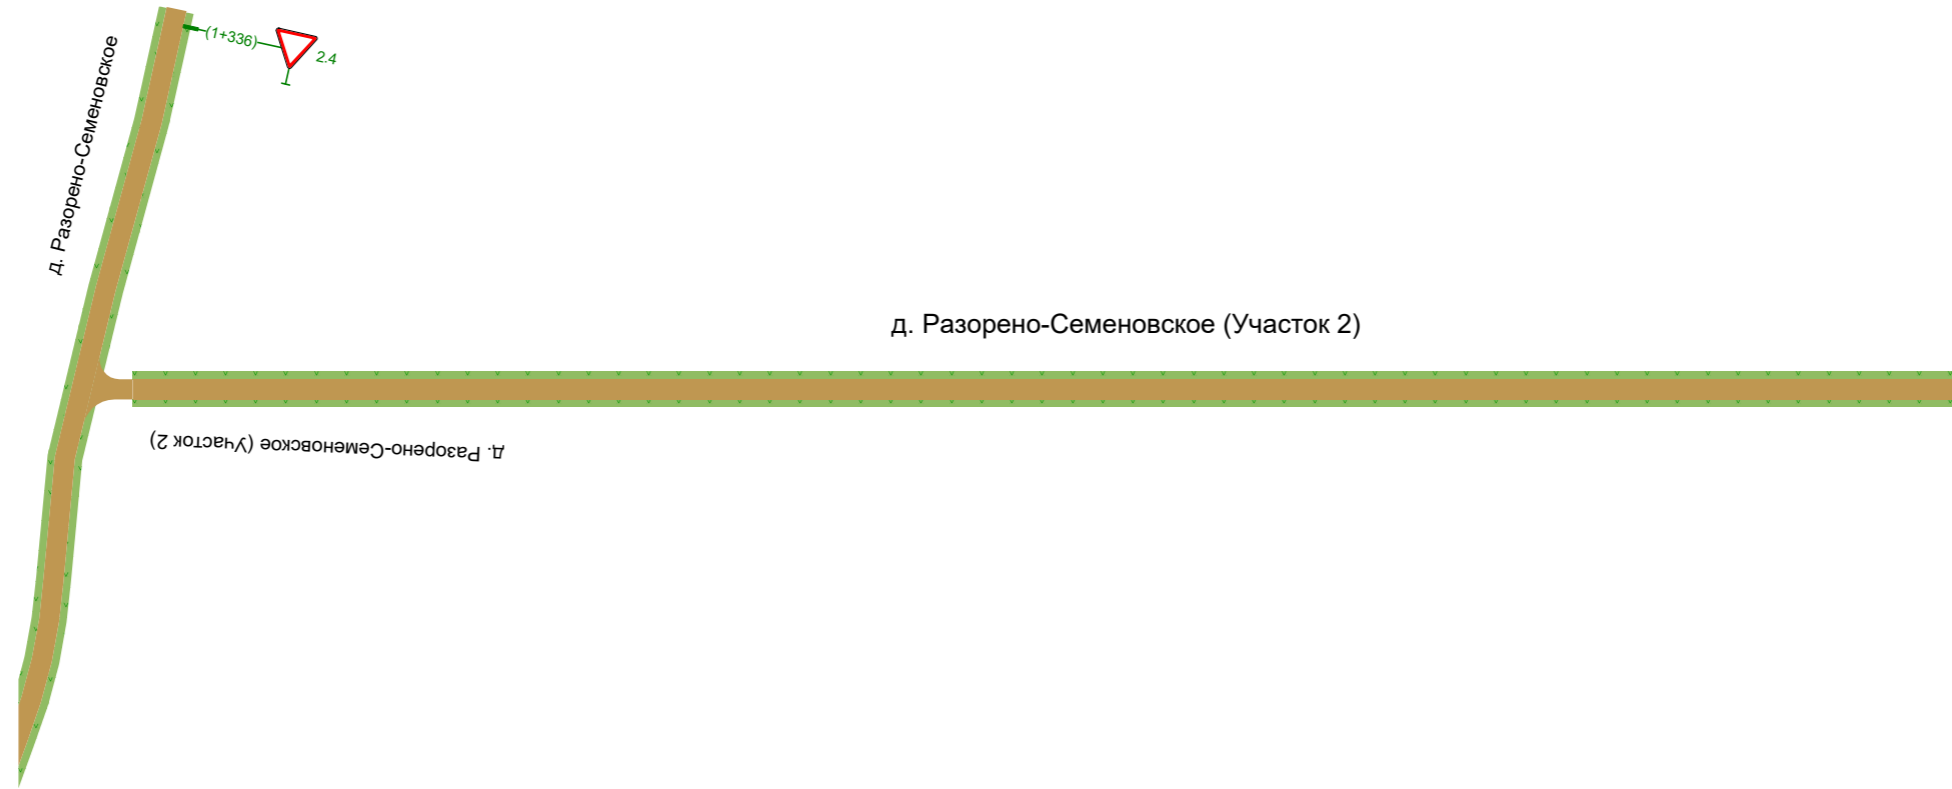 (1+336)
2.4
д. Разорено-Семеновское
д. Разорено-Семеновское (Участок 2)
д. Разорено-Семеновское (Участок 2)